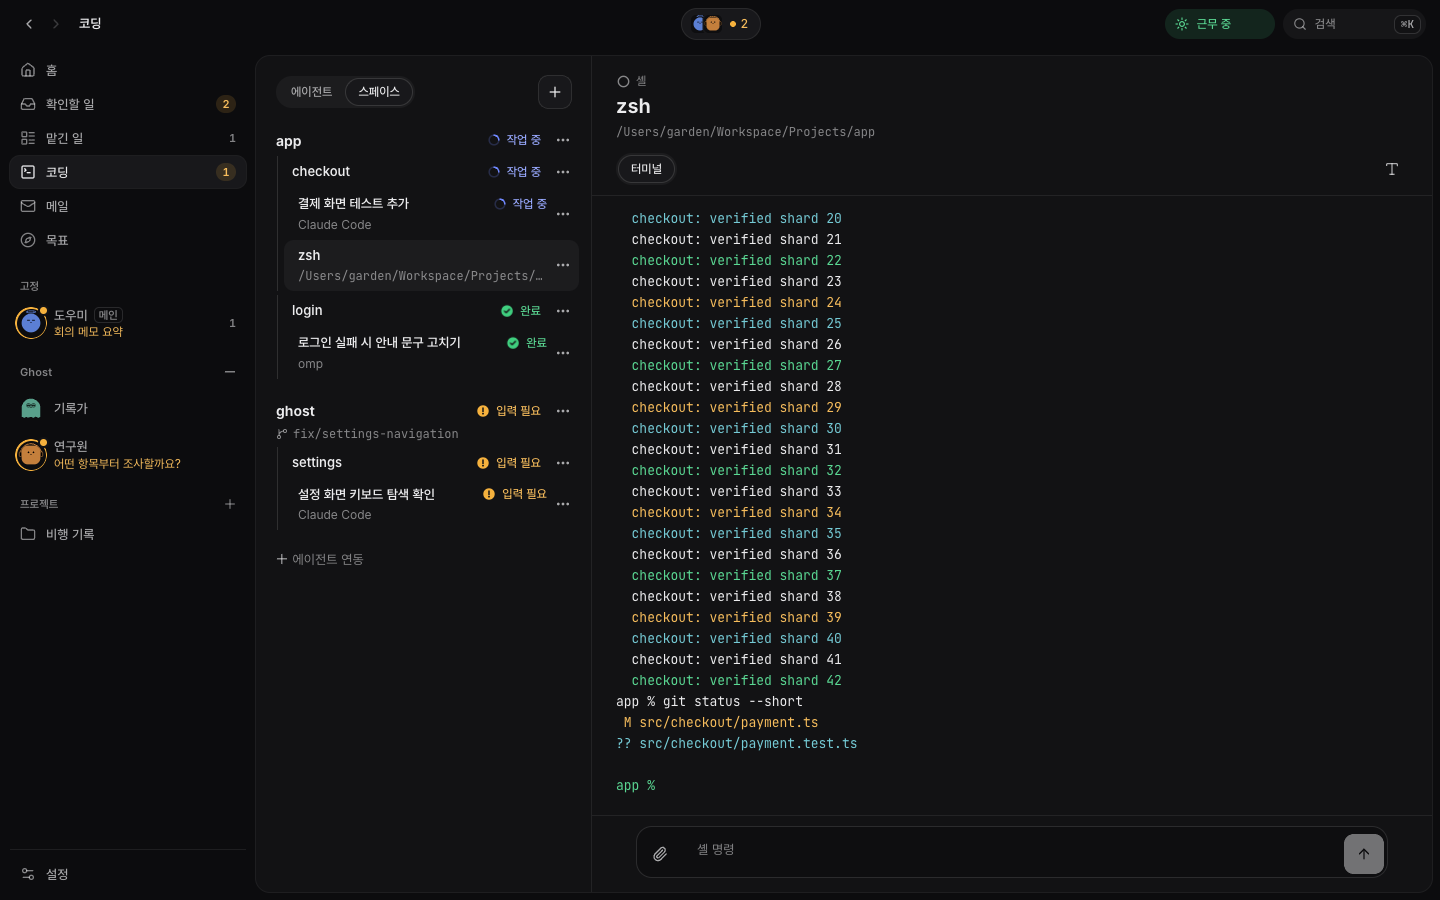 코딩
2
근무 중
검색
⌘K
홈
확인할 일
2
맡긴 일
1
코딩
1
메일
목표
고정
도우미
메인
회의 메모 요약
1
Ghost
기록가
연구원
어떤 항목부터 조사할까요?
프로젝트
비행 기록
설정
에이전트
스페이스
app
작업 중
checkout
작업 중
결제 화면 테스트 추가
작업 중
Claude Code
zsh
/Users/garden/Workspace/Projects/…
login
완료
로그인 실패 시 안내 문구 고치기
완료
omp
ghost
입력 필요
fix/settings-navigation
settings
입력 필요
설정 화면 키보드 탐색 확인
입력 필요
Claude Code
에이전트 연동
셸
zsh
/Users/garden/Workspace/Projects/app
터미널
checkout: verified shard 20
checkout: verified shard 21
checkout: verified shard 22
checkout: verified shard 23
checkout: verified shard 24
checkout: verified shard 25
checkout: verified shard 26
checkout: verified shard 27
checkout: verified shard 28
checkout: verified shard 29
checkout: verified shard 30
checkout: verified shard 31
checkout: verified shard 32
checkout: verified shard 33
checkout: verified shard 34
checkout: verified shard 35
checkout: verified shard 36
checkout: verified shard 37
checkout: verified shard 38
checkout: verified shard 39
checkout: verified shard 40
checkout: verified shard 41
checkout: verified shard 42
app % git status --short
M src/checkout/payment.ts
?? src/checkout/payment.test.ts
app %
셸 명령